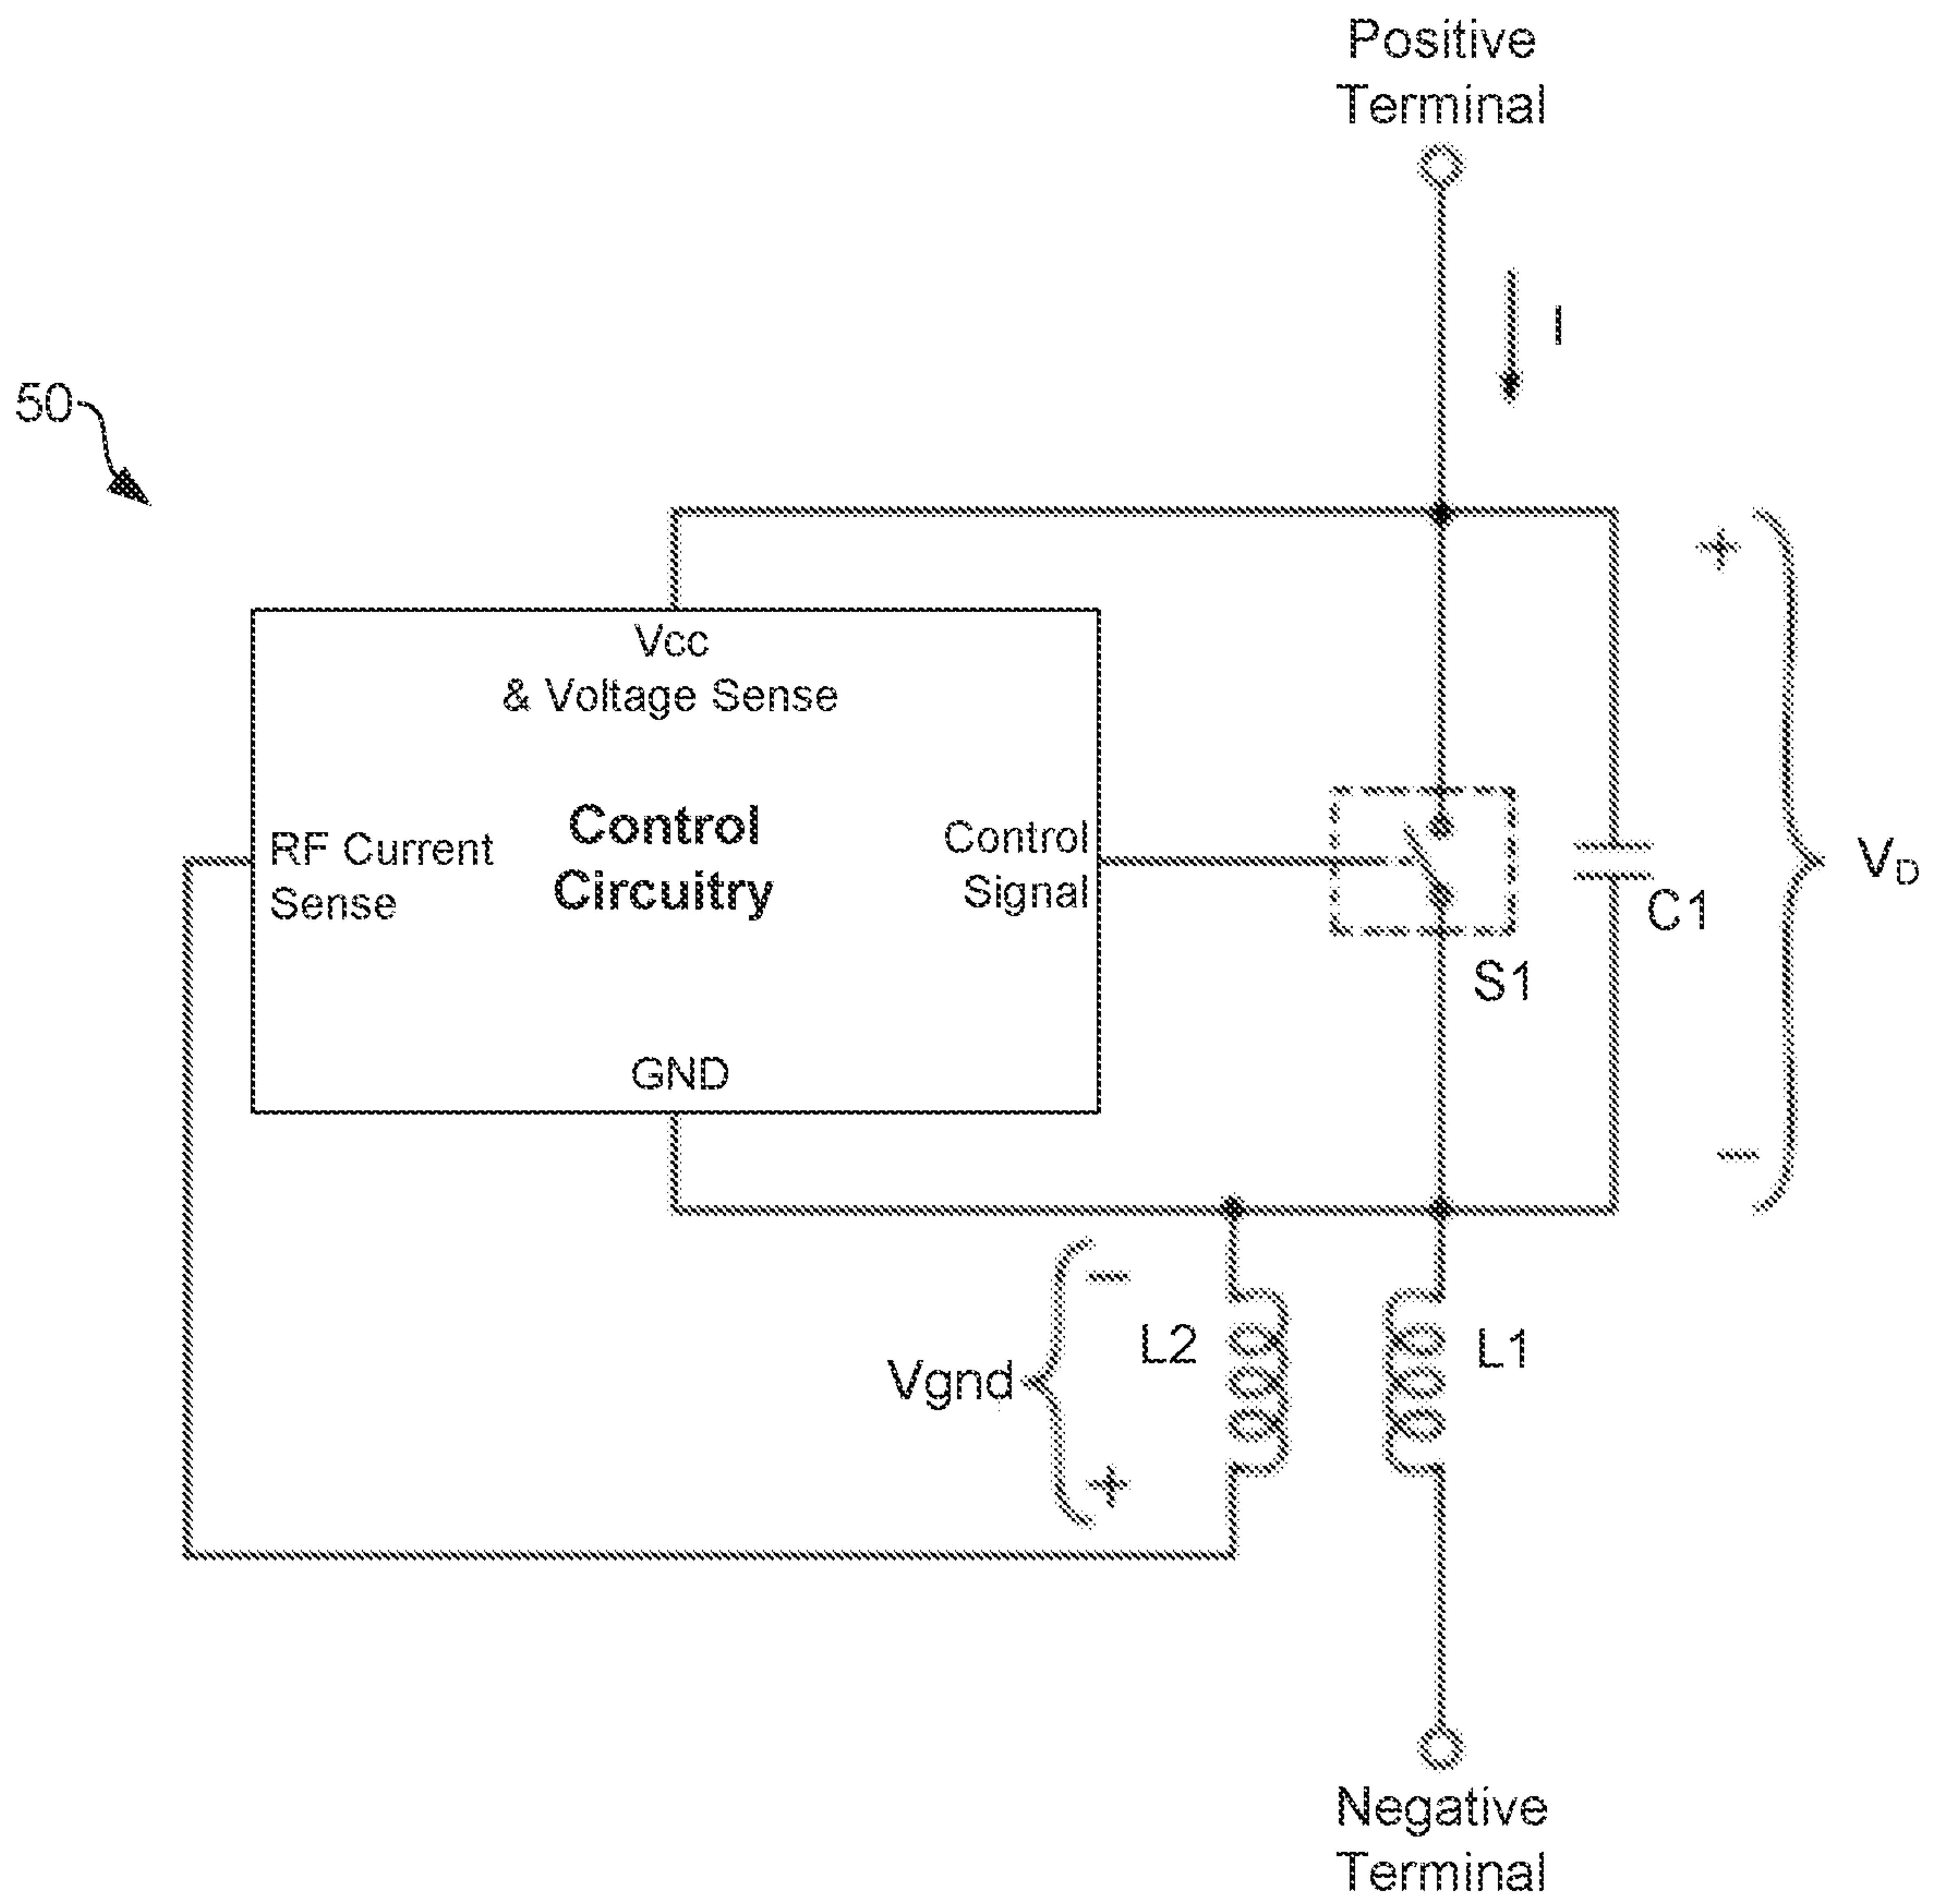 Positive
Terminal
I
50
+
Vcc
& Voltage Sense
Control
Circuitry
RF Current
Sense
Control
Signal
VD
C1
S1
GND
−
−
L2
L1
Vgnd
+
Negative
Terminal